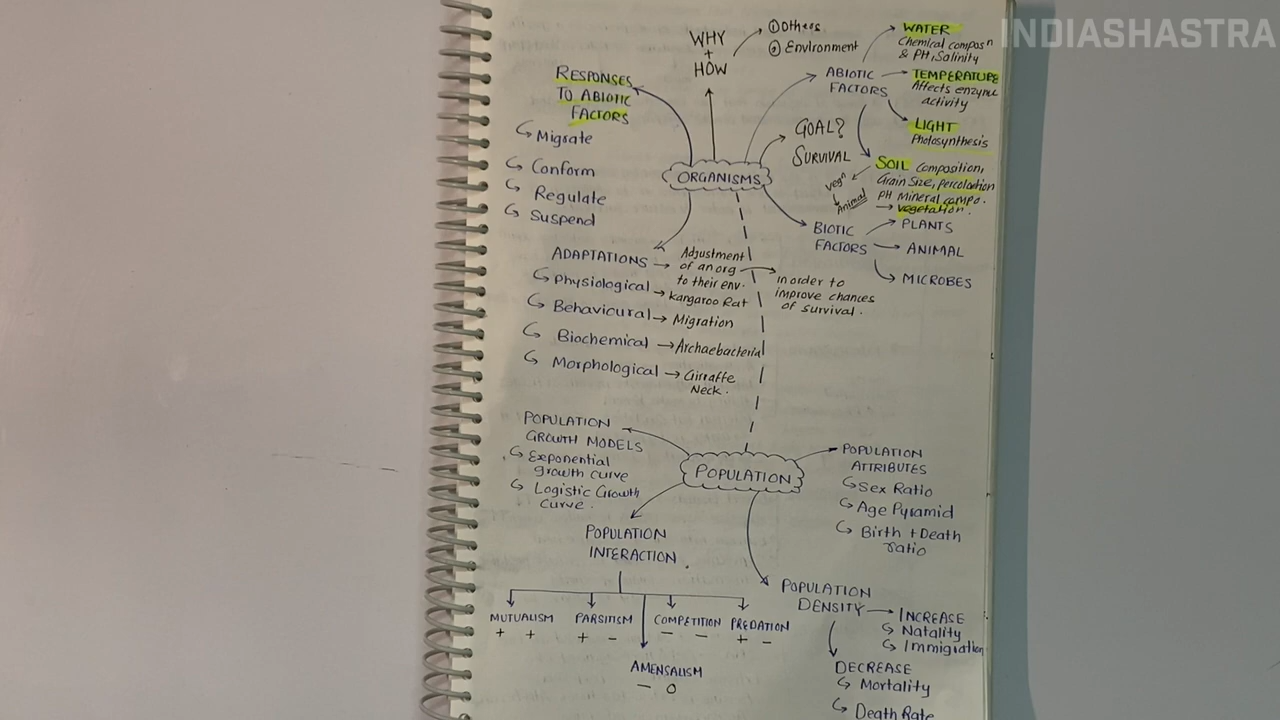 INDIASHASTRA
WHY
+
HOW
① Others
② Environment
RESPONSES
TO ABIOTIC
FACTORS
↳ Migrate
↳ Conform
↳ Regulate
↳ Suspend
ORGANISMS
GOAL?
SURVIVAL
ABIOTIC
FACTORS
WATER
Chemical composn
& PH, Salinity
TEMPERATURE
Affects enzyme
activity
LIGHT
Photosynthesis
SOIL composition,
Grain Size, percolation
PH Mineral compo.
→ vegetation.
vegn
Animal
BIOTIC
FACTORS
PLANTS
ANIMAL
MICROBES
ADAPTATIONS → Adjustment
of an org
to their env.
in order to
improve chances
of survival.
↳ Physiological → Kangaroo Rat
↳ Behavioural → Migration
↳ Biochemical → Archaebacteria
↳ Morphological → Girraffe
Neck.
POPULATION
POPULATION
GROWTH MODELS
↳ Exponential
growth curve
↳ Logistic Growth
Curve.
POPULATION
ATTRIBUTES
↳ Sex Ratio
↳ Age Pyramid
↳ Birth + Death
ratio
POPULATION
INTERACTION
MUTUALISM PARSITISM COMPETITION PREDATION
+ + + - - - + -
AMENSALISM
- 0
POPULATION
DENSITY → INCREASE
↳ Natality
↳ Immigration
DECREASE
↳ Mortality
↳ Death Rate